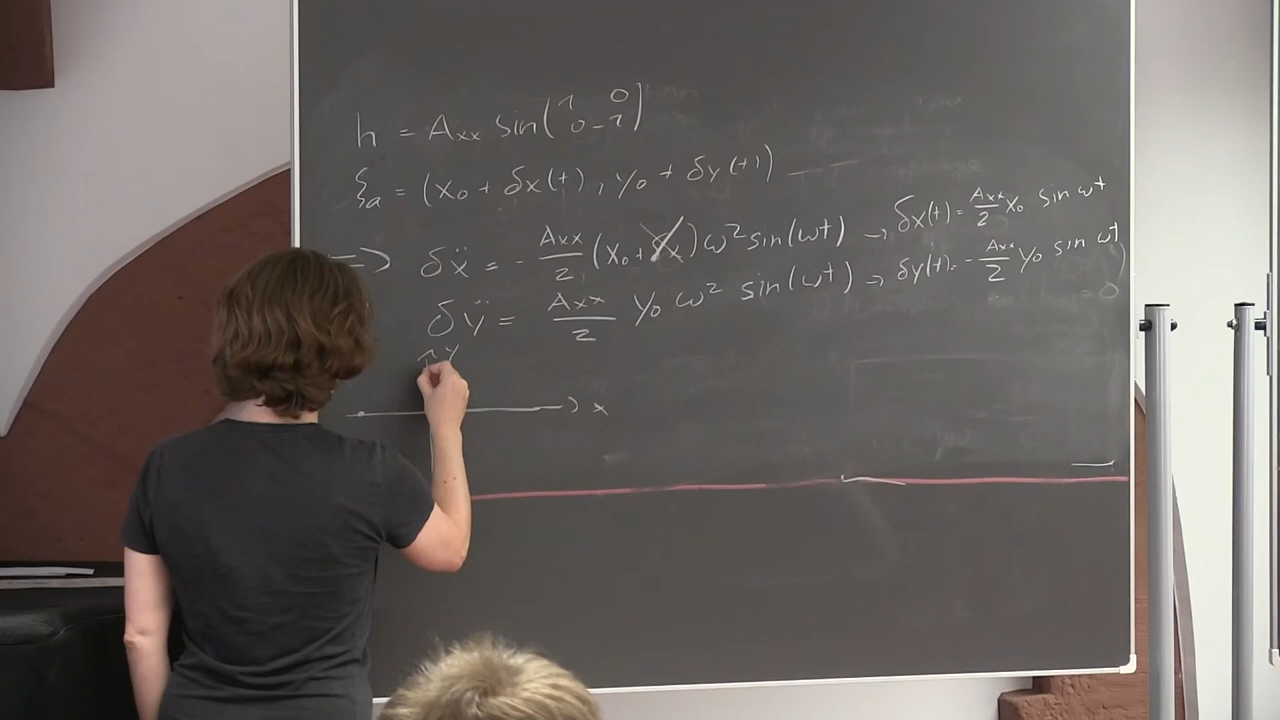 h = Axx sin(1 0
0 -1)
ξa = (x0 + δx(t), y0 + δy(t))
=> δẍ = - Axx/2 (x0 + δx) ω² sin(ωt) → δx(t) = Axx/2 x0 sin ωt
δÿ = Axx/2 y0 ω² sin(ωt) → δy(t) = - Axx/2 y0 sin ωt
y
x